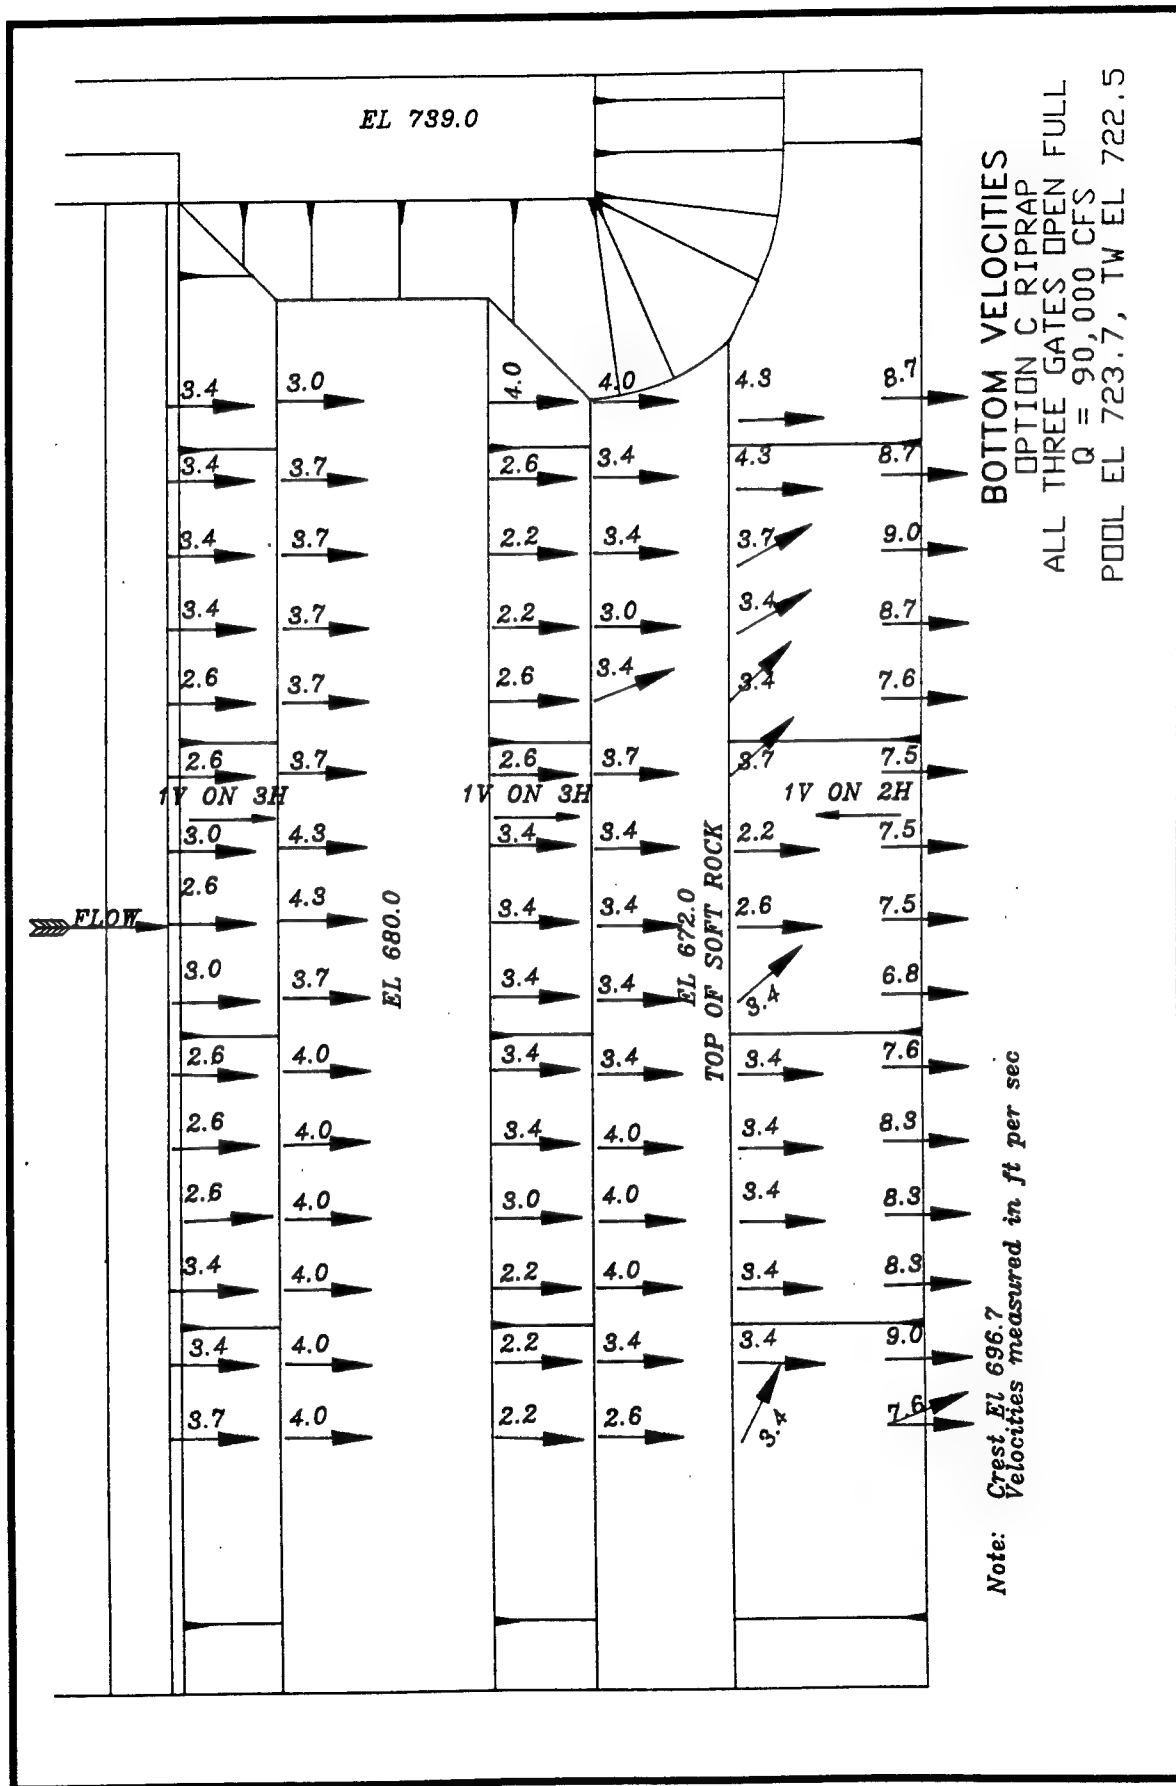 EL 739.0
3.4 3.0 4.0 4.0 4.3 8.7
3.4 3.7 2.6 3.4 4.3 8.7
3.4 3.7 2.2 3.4 3.7 9.0
3.4 3.7 2.2 3.0 3.4 8.7
2.6 3.7 2.6 3.4 3.4 7.6
2.6 3.7 2.6 3.7 3.7 7.5
1V ON 3H 1V ON 3H 1V ON 2H
3.0 4.3 3.4 3.4 2.2 7.5
2.6 4.3 3.4 3.4 2.6 7.5
FLOW
EL 680.0
EL 672.0
TOP OF SOFT ROCK
3.0 3.7 3.4 3.4 3.4 6.8
2.6 4.0 3.4 3.4 3.4 7.6
2.6 4.0 3.4 4.0 3.4 8.3
2.6 4.0 3.0 4.0 3.4 8.3
3.4 4.0 2.2 4.0 3.4 8.3
3.4 4.0 2.2 3.4 3.4 9.0
3.7 4.0 2.2 2.6 3.4 7.6
BOTTOM VELOCITIES
OPTION C RIPRAP
ALL THREE GATES OPEN FULL
Q = 90,000 CFS
POOL EL 723.7, TW EL 722.5
Note: Crest El 696.7
Velocities measured in ft per sec